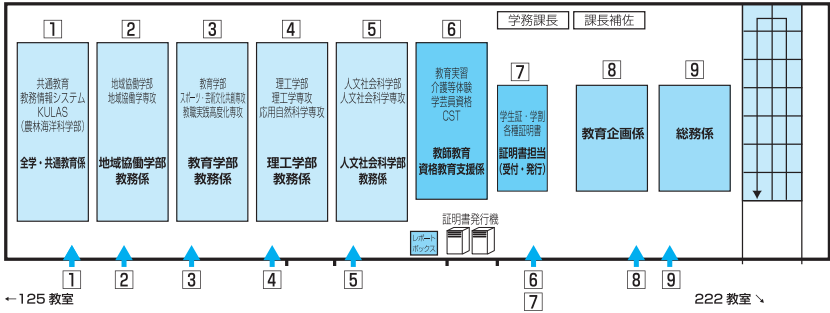 学務課長
課長補佐
1
共通教育
教務情報システム
KULAS
(農林海洋科学部)
全学・共通教育係
2
地域協働学部
地域協働学専攻
地域協働学部
教務係
3
教育学部
スポーツ・芸術文化共創専攻
教職実践高度化専攻
教育学部
教務係
4
理工学部
理工学専攻
応用自然科学専攻
理工学部
教務係
5
人文社会科学部
人文社会科学専攻
人文社会科学部
教務係
6
教育実習
介護等体験
学芸員資格
CST
教師教育
資格教育支援係
7
学生証・学割
各種証明書
証明書担当
(受付・発行)
8
教育企画係
9
総務係
レポート
ボックス
証明書発行機
1
2
3
4
5
6
7
8
9
←125 教室
222 教室↘